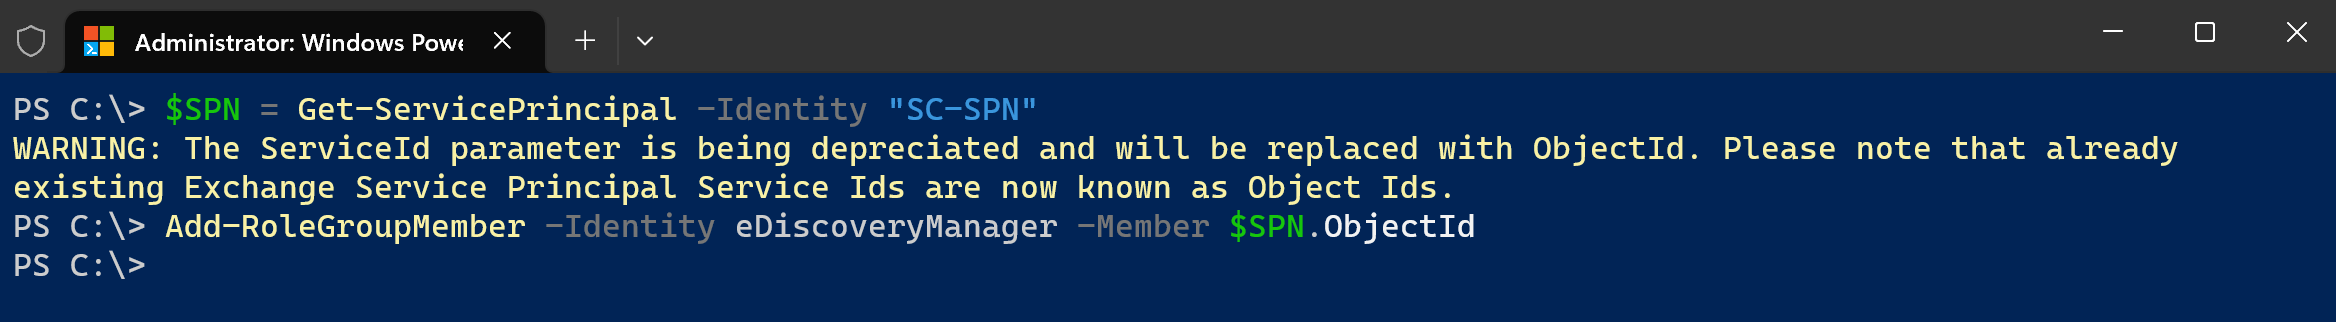 Administrator: Windows Powe
PS C:\> $SPN = Get-ServicePrincipal -Identity "SC-SPN"
WARNING: The ServiceId parameter is being depreciated and will be replaced with ObjectId. Please note that already
existing Exchange Service Principal Service Ids are now known as Object Ids.
PS C:\> Add-RoleGroupMember -Identity eDiscoveryManager -Member $SPN.ObjectId
PS C:\>